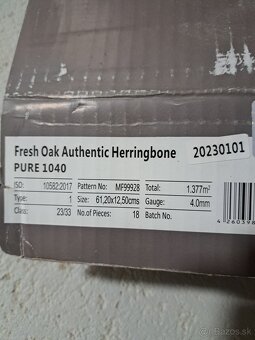 Fresh Oak Authentic Herringbone 20230101
PURE 1040
ISO: 10582:2017 Pattern No: MF99928 Total: 1.377m²
Type: 1 Size: 61,20x12,50cms Gauge: 4.0mm
Class: 23/33 No.of Pieces: 18 Batch No.
Bazos.sk